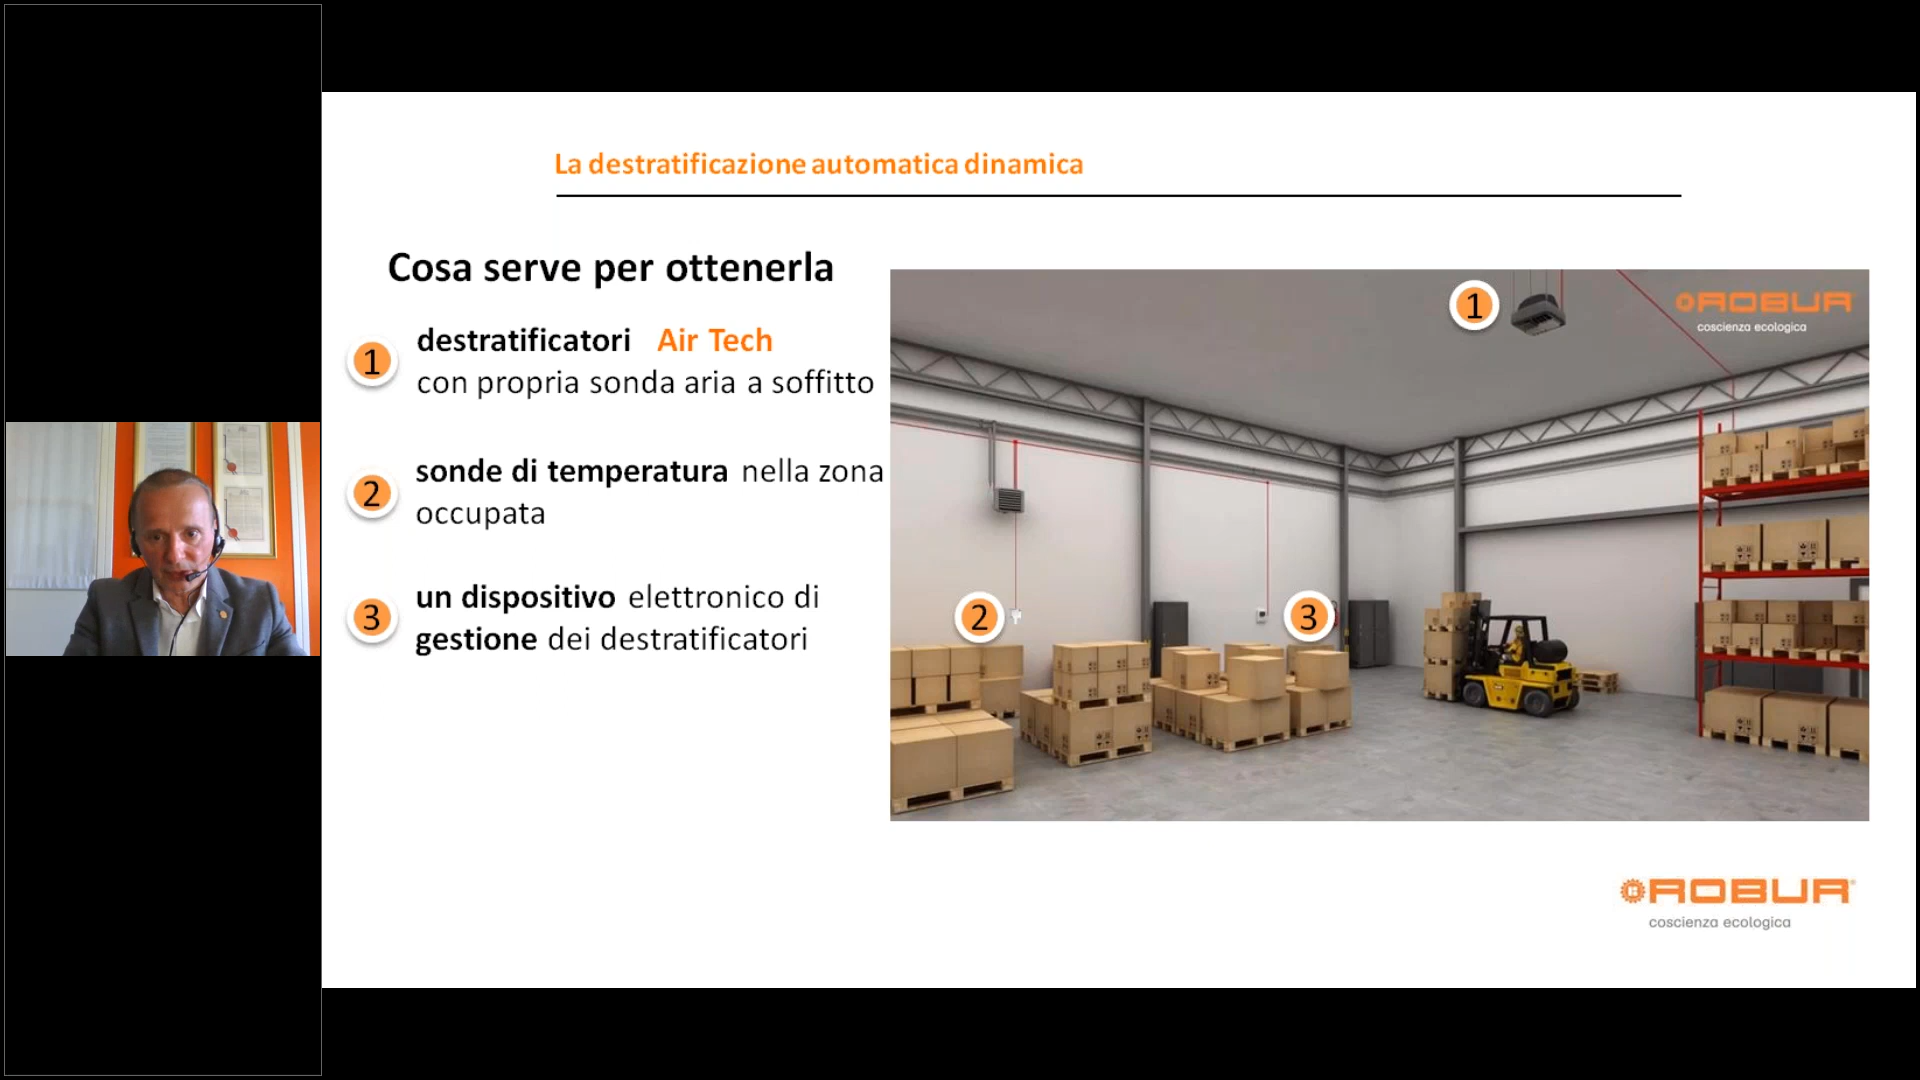 La destratificazione automatica dinamica
Cosa serve per ottenerla
1
destratificatori Air Tech
con propria sonda aria a soffitto
2
sonde di temperatura nella zona
occupata
3
un dispositivo elettronico di
gestione dei destratificatori
1
ROBUR
coscienza ecologica
2
3
ROBUR
coscienza ecologica